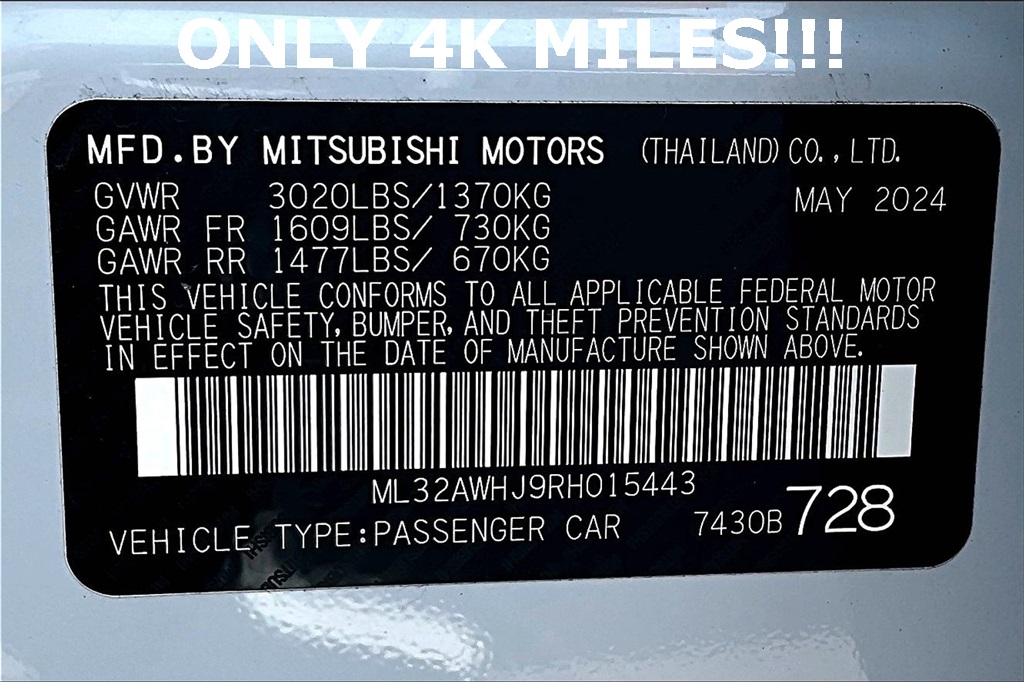 ONLY 4K MILES!!!
MFD.BY MITSUBISHI MOTORS (THAILAND) CO., LTD.
GVWR 3020LBS/1370KG MAY 2024
GAWR FR 1609LBS/ 730KG
GAWR RR 1477LBS/ 670KG
THIS VEHICLE CONFORMS TO ALL APPLICABLE FEDERAL MOTOR
VEHICLE SAFETY, BUMPER, AND THEFT PREVENTION STANDARDS
IN EFFECT ON THE DATE OF MANUFACTURE SHOWN ABOVE.
ML32AWHJ9RH015443
VEHICLE TYPE:PASSENGER CAR 7430B 728